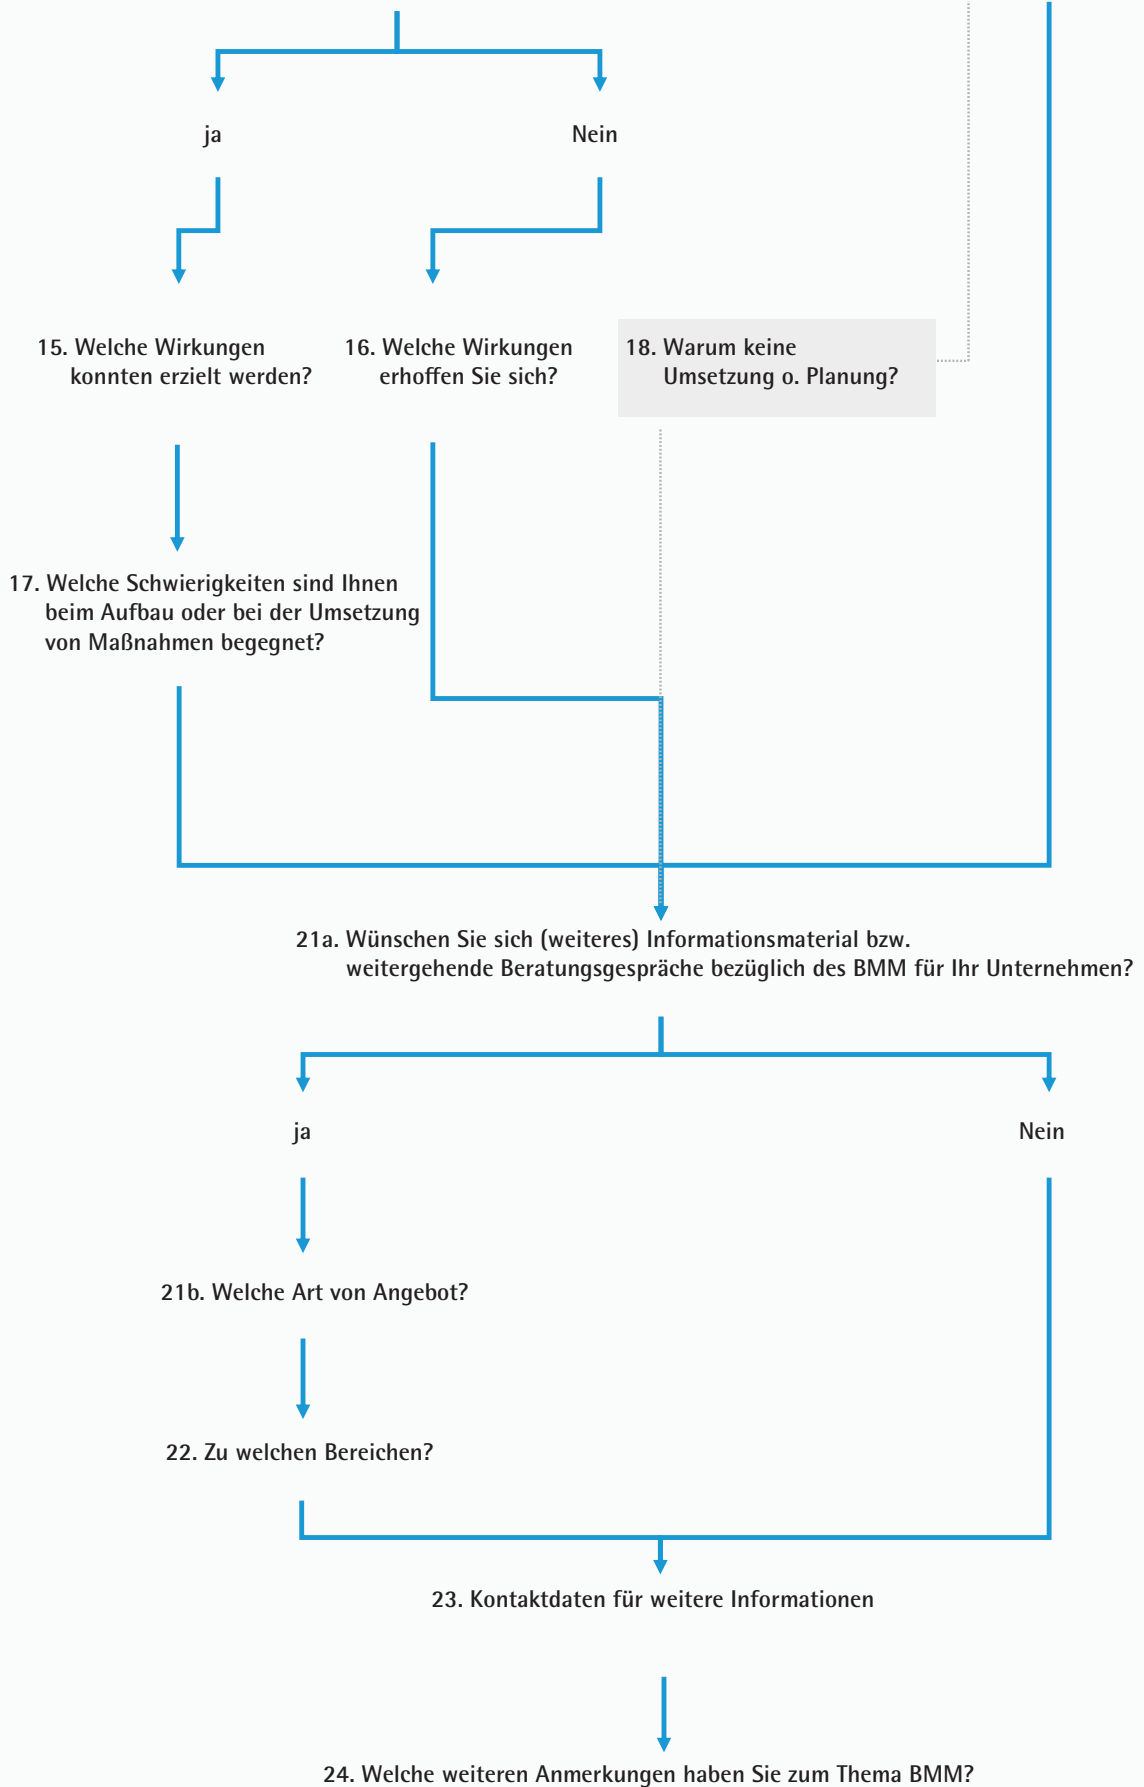 ja
Nein
15. Welche Wirkungen
konnten erzielt werden?
16. Welche Wirkungen
erhoffen Sie sich?
18. Warum keine
Umsetzung o. Planung?
17. Welche Schwierigkeiten sind Ihnen
beim Aufbau oder bei der Umsetzung
von Maßnahmen begegnet?
21a. Wünschen Sie sich (weiteres) Informationsmaterial bzw.
weitergehende Beratungsgespräche bezüglich des BMM für Ihr Unternehmen?
ja
Nein
21b. Welche Art von Angebot?
22. Zu welchen Bereichen?
23. Kontaktdaten für weitere Informationen
24. Welche weiteren Anmerkungen haben Sie zum Thema BMM?